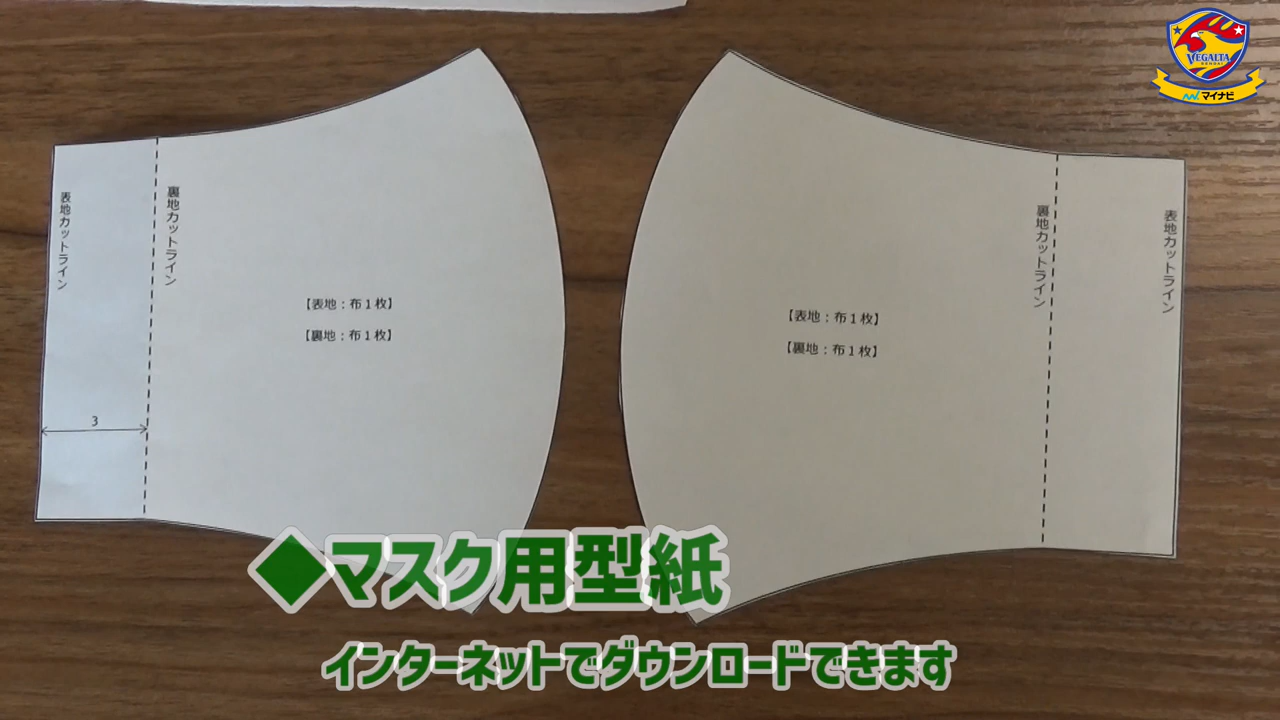 VEGALTA
SENDAI
マイナビ
表地カットライン
裏地カットライン
【表地：布１枚】
【裏地：布１枚】
3
裏地カットライン
表地カットライン
【表地：布１枚】
【裏地：布１枚】
◆マスク用型紙
インターネットでダウンロードできます